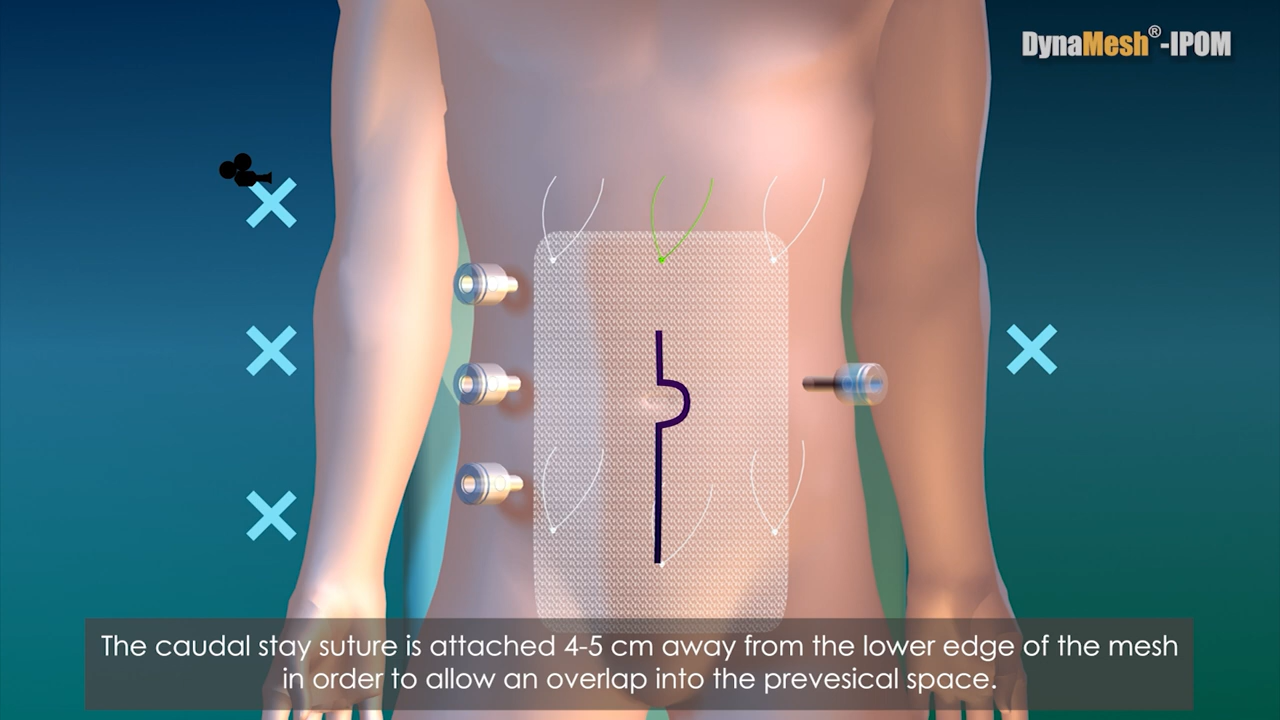 DynaMesh®-IPOM
The caudal stay suture is attached 4-5 cm away from the lower edge of the mesh
in order to allow an overlap into the prevesical space.